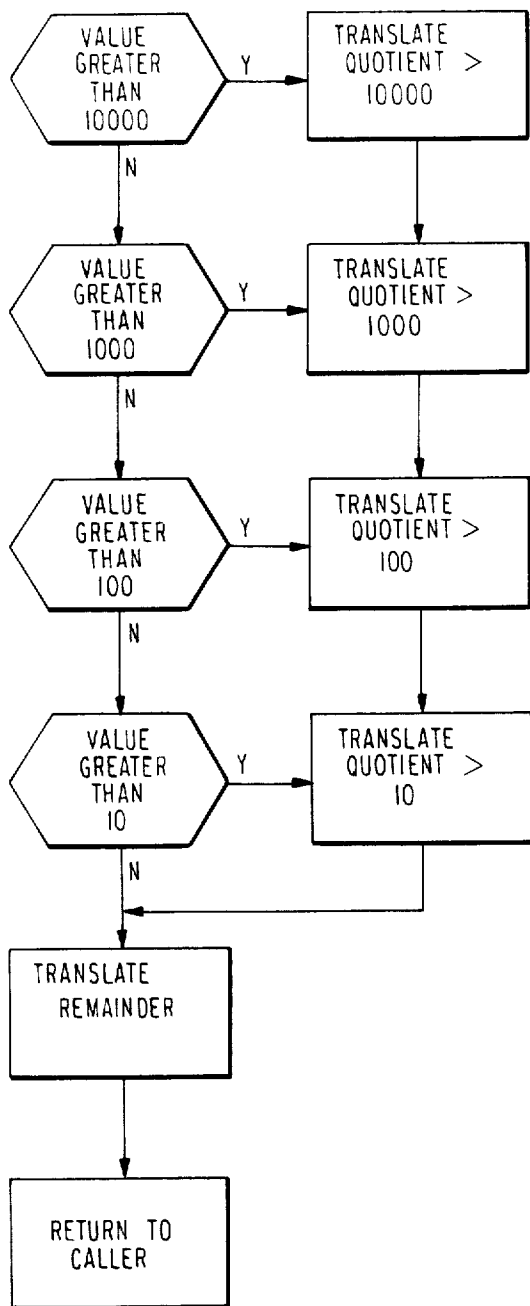 VALUE
GREATER
THAN
10000
Y
TRANSLATE
QUOTIENT >
10000
N
VALUE
GREATER
THAN
1000
Y
TRANSLATE
QUOTIENT >
1000
N
VALUE
GREATER
THAN
100
Y
TRANSLATE
QUOTIENT >
100
N
VALUE
GREATER
THAN
10
Y
TRANSLATE
QUOTIENT >
10
N
TRANSLATE
REMAINDER
RETURN TO
CALLER